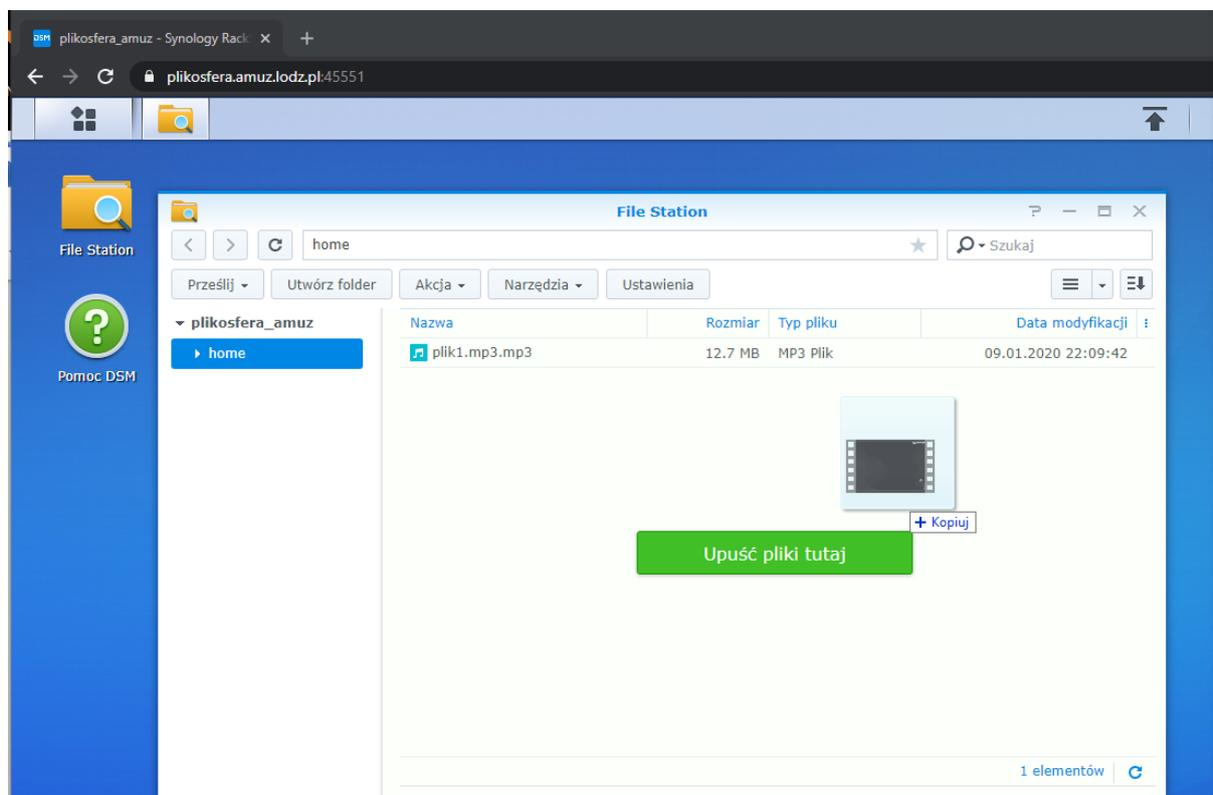 plikosfera_amuz - Synology Rack
plikosfera.amuz.lodz.pl:45551
File Station
Pomoc DSM
File Station
home
Szukaj
Prześlij Utwórz folder Akcja Narzędzia Ustawienia
plikosfera_amuz
home
Nazwa Rozmiar Typ pliku Data modyfikacji
plik1.mp3.mp3 12.7 MB MP3 Plik 09.01.2020 22:09:42
+ Kopiuj
Upuść pliki tutaj
1 elementów